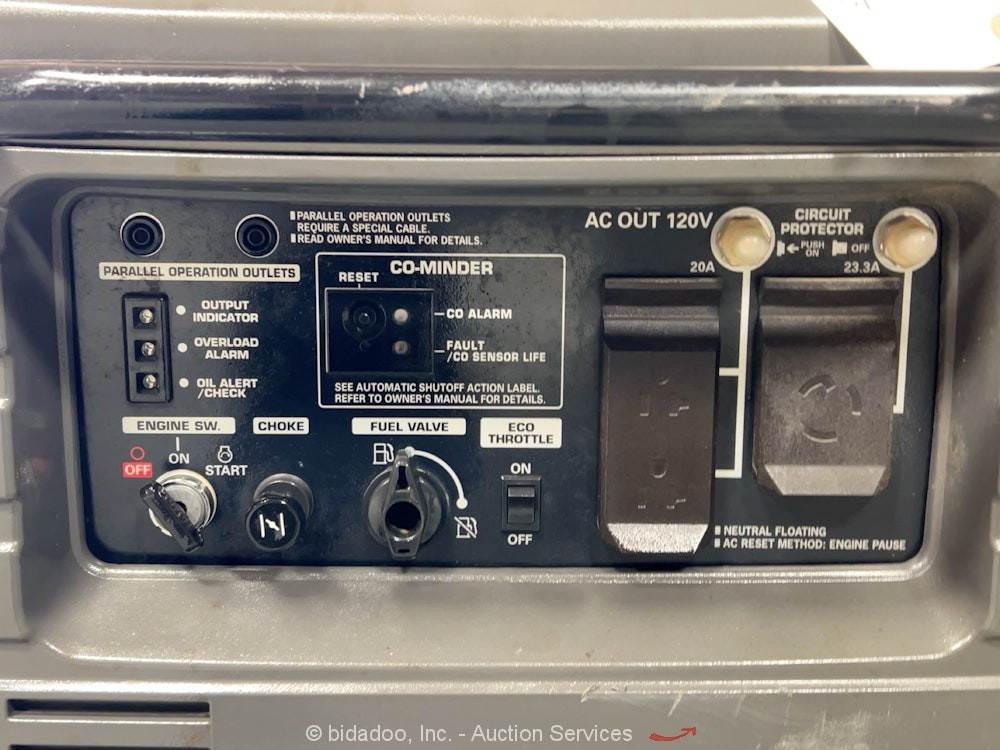 PARALLEL OPERATION OUTLETS
REQUIRE A SPECIAL CABLE.
READ OWNER'S MANUAL FOR DETAILS.
PARALLEL OPERATION OUTLETS
OUTPUT
INDICATOR
OVERLOAD
ALARM
OIL ALERT
/CHECK
CO-MINDER
RESET
CO ALARM
FAULT
/CO SENSOR LIFE
SEE AUTOMATIC SHUTOFF ACTION LABEL.
REFER TO OWNER'S MANUAL FOR DETAILS.
AC OUT 120V
20A
CIRCUIT
PROTECTOR
PUSH
ON
OFF
23.3A
ENGINE SW.
OFF
ON
START
CHOKE
FUEL VALVE
ECO
THROTTLE
ON
OFF
NEUTRAL FLOATING
AC RESET METHOD: ENGINE PAUSE
© bidadoo, Inc. - Auction Services